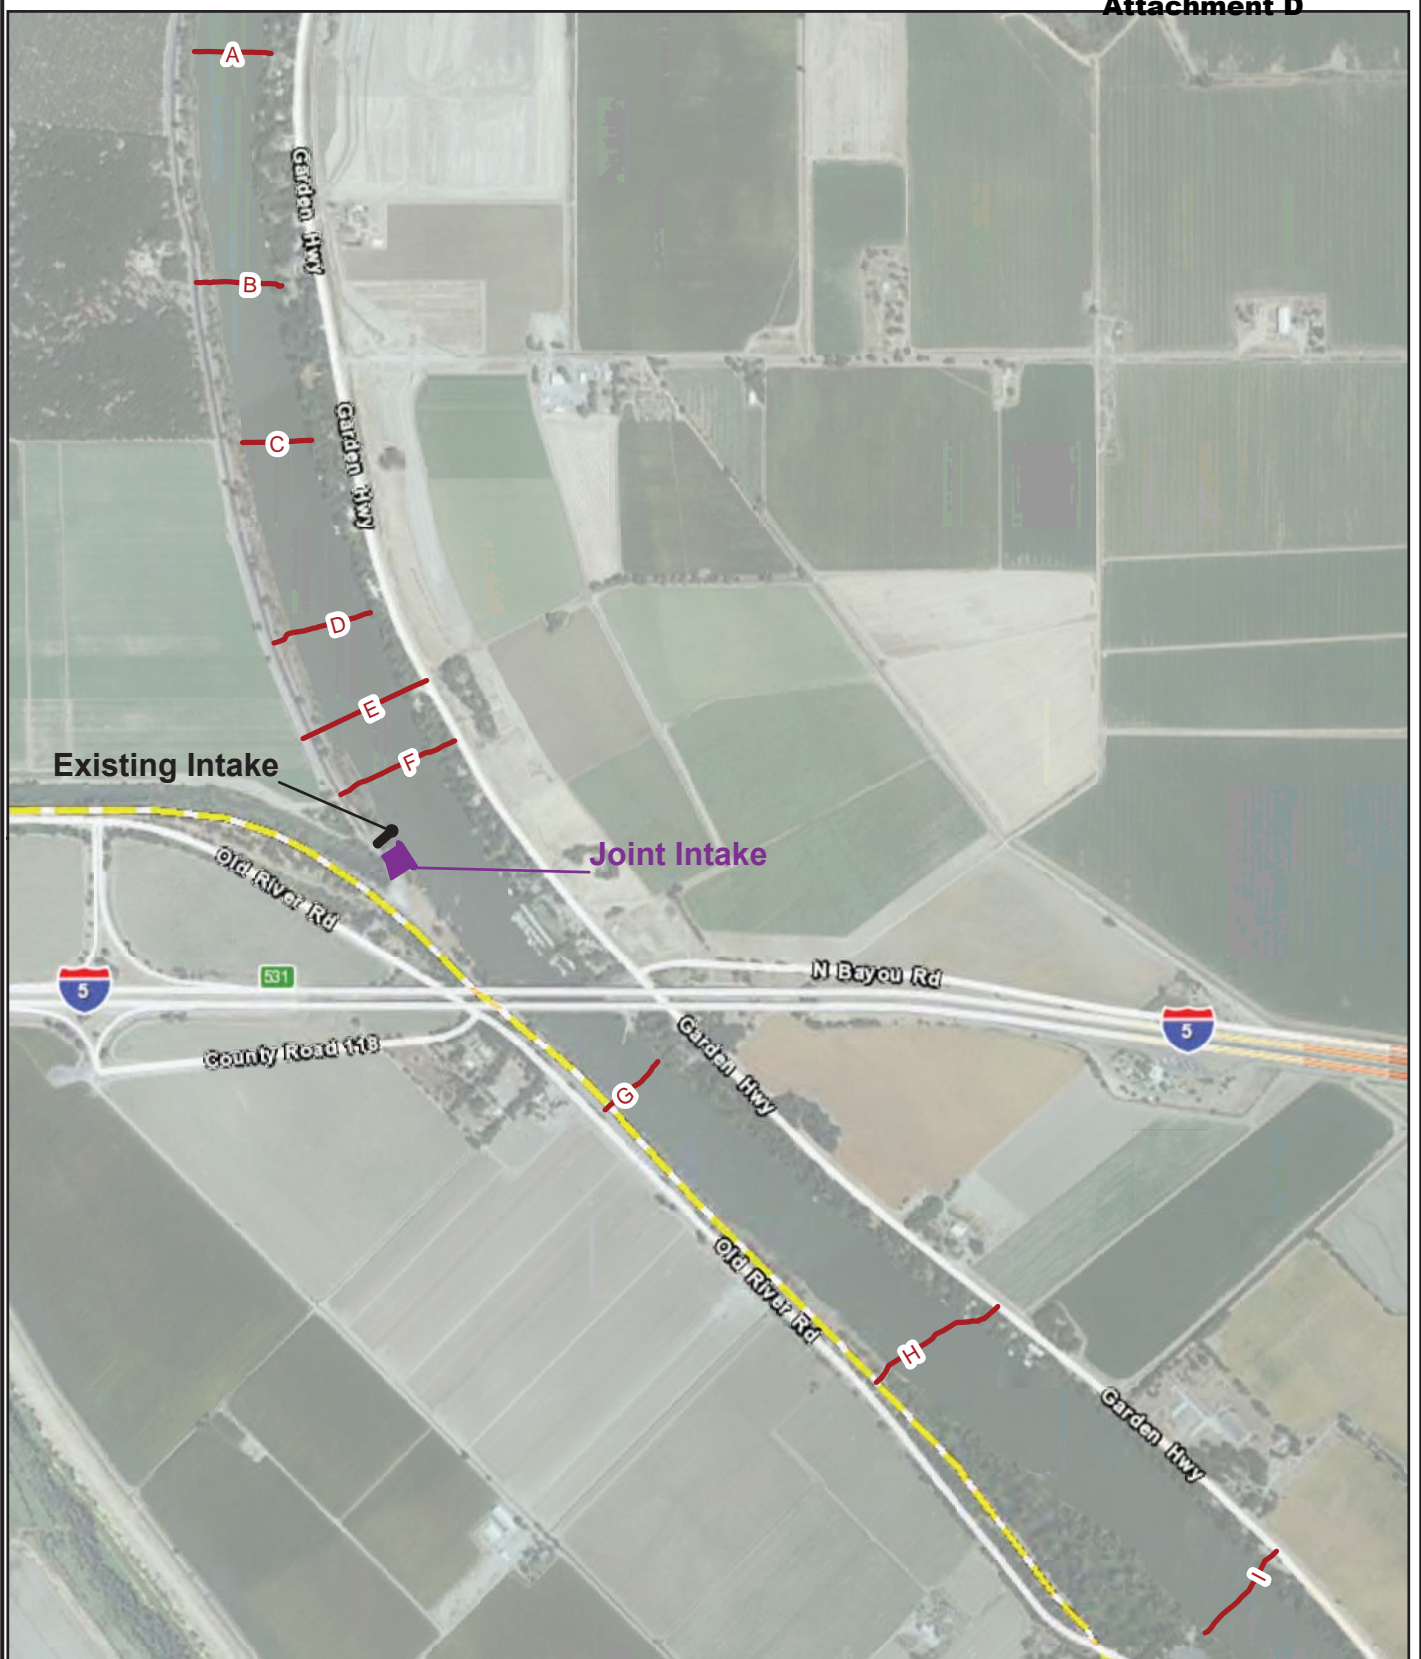 Attachment D
A
Garden Hwy
B
Garden Hwy
C
D
E
F
Existing Intake
Joint Intake
Old River Rd
N Bayou Rd
531
5
5
Garden Hwy
County Road 118
G
Old River Rd
H
Garden Hwy
I